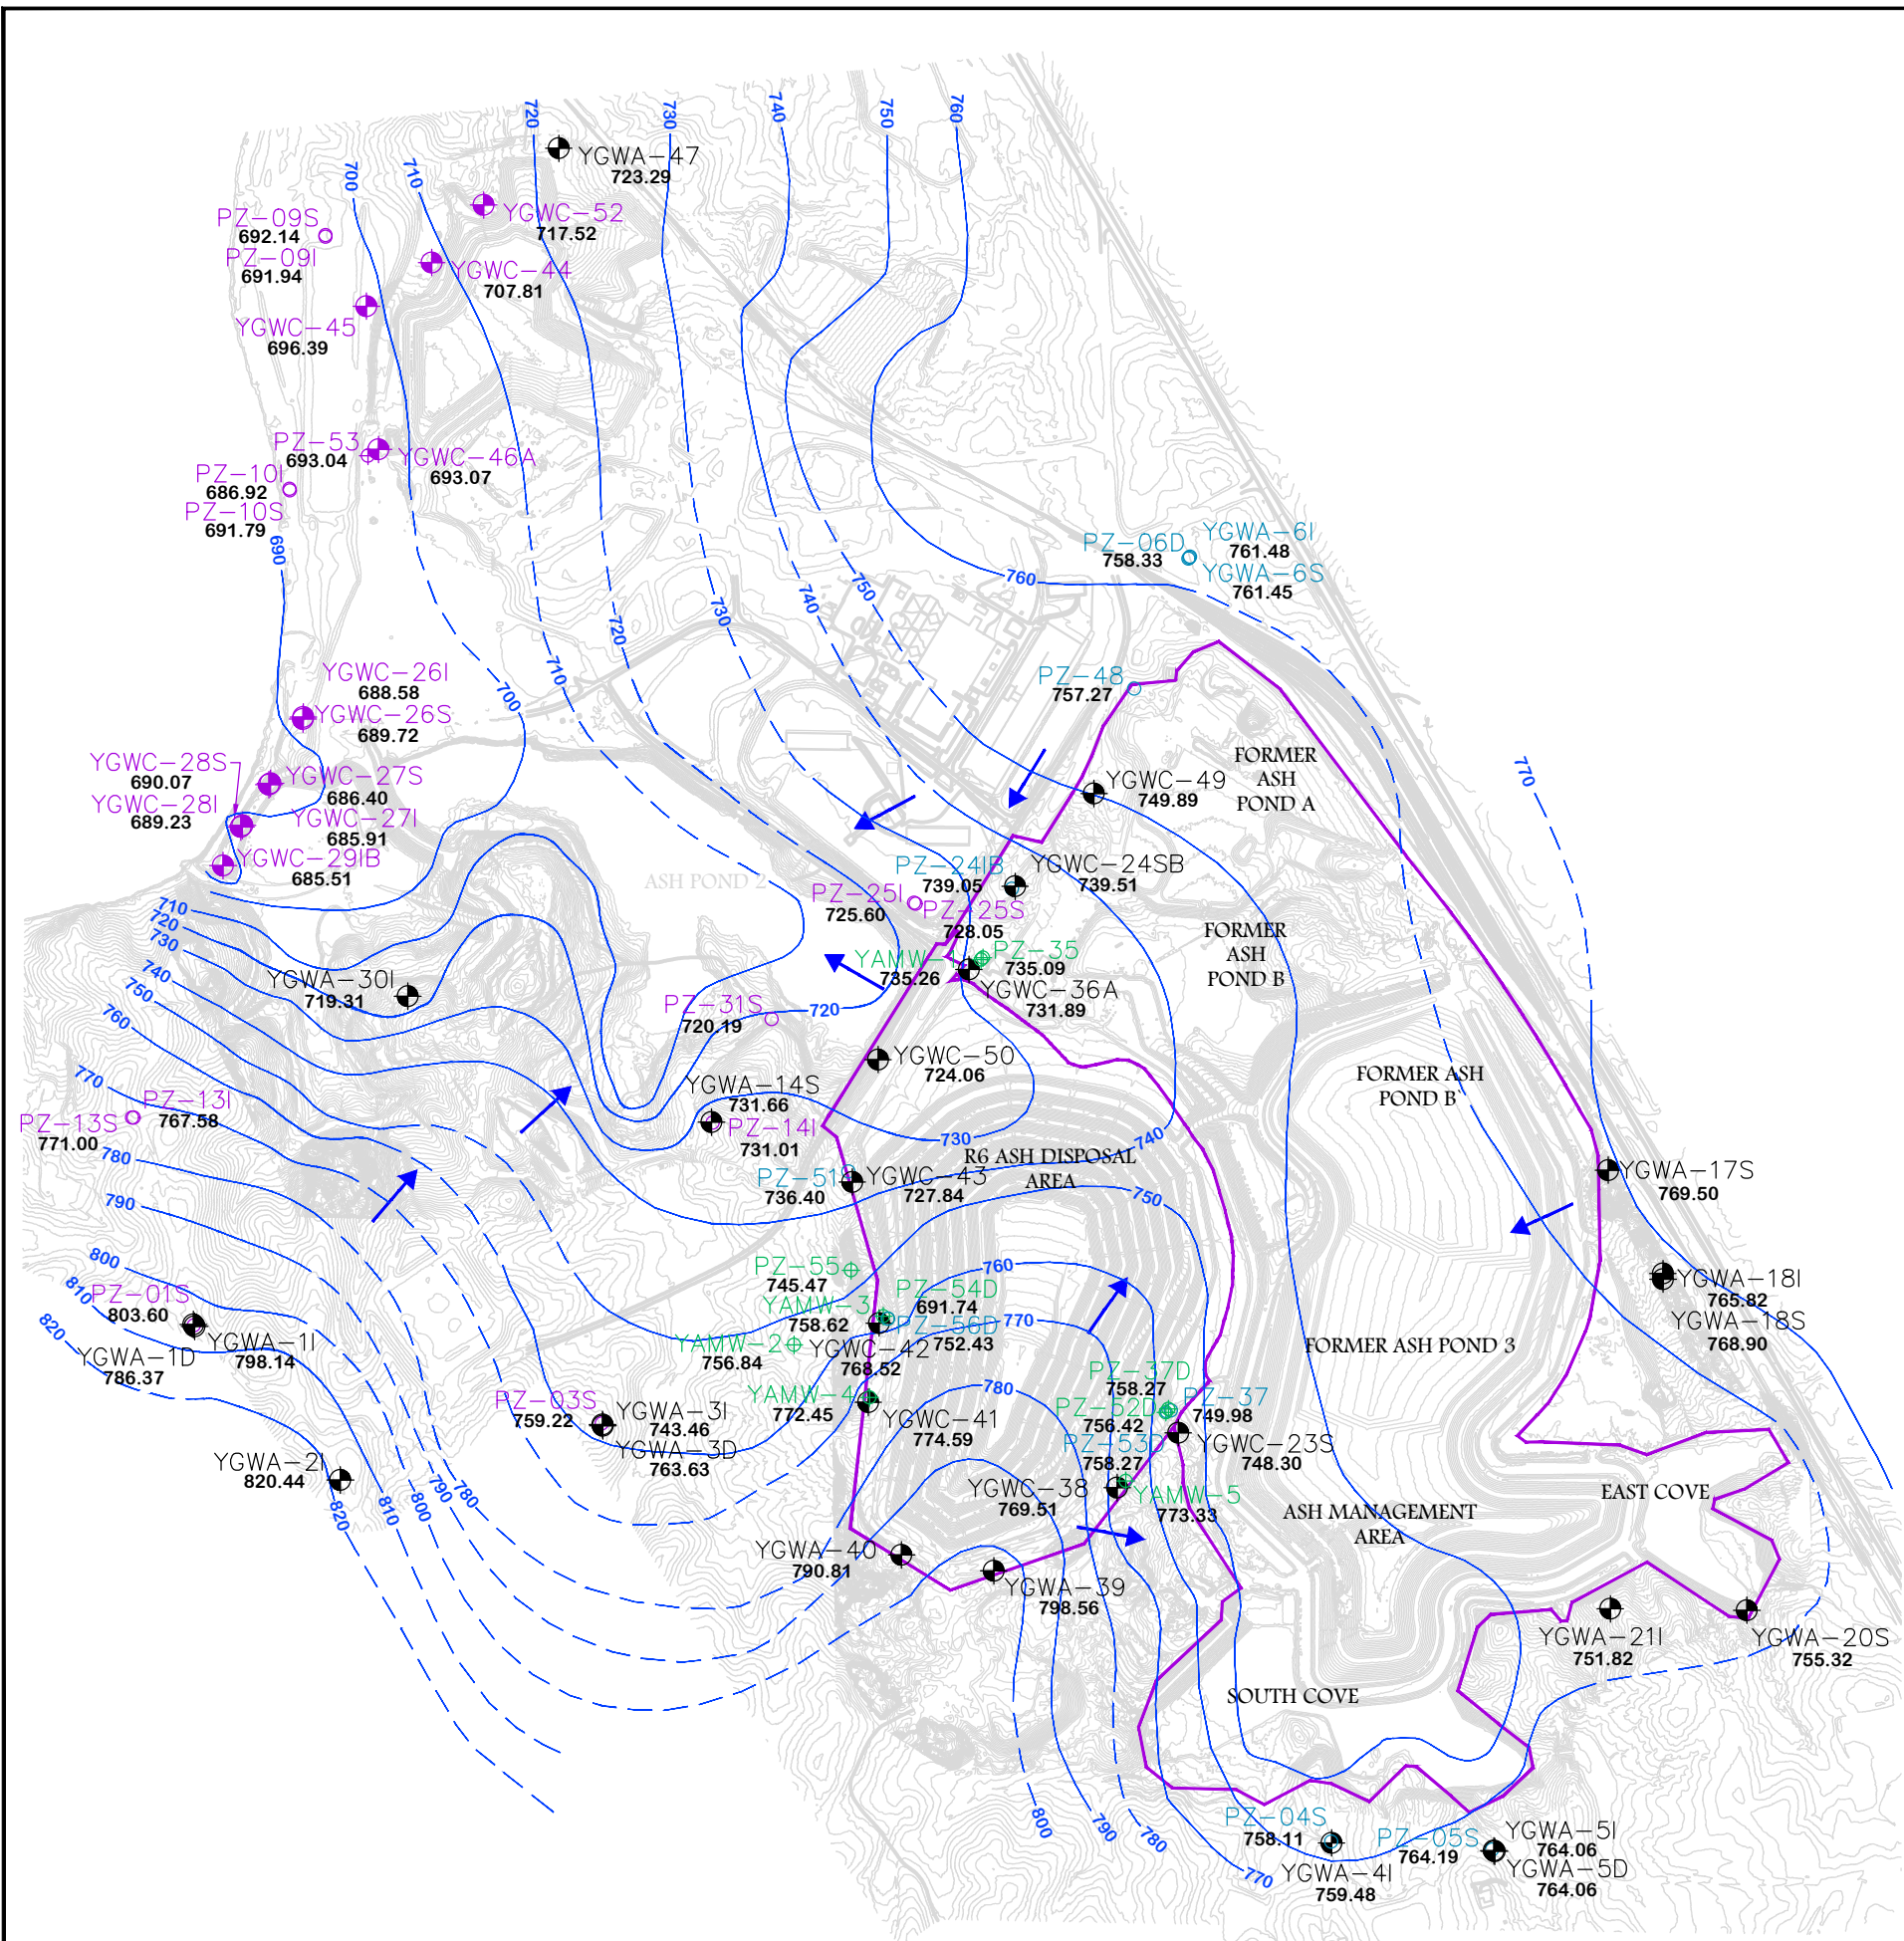 720
730
740
750
760
YGWA-47
723.29
700
710
PZ-09S
692.14
PZ-09I
691.94
YGWC-52
717.52
YGWC-44
707.81
YGWC-45
696.39
PZ-53
693.04
YGWC-46A
693.07
PZ-10I
686.92
PZ-10S
691.79
690
PZ-06D
758.33
YGWA-6I
761.48
YGWA-6S
761.45
760
750
740
730
720
710
700
YGWC-26I
688.58
YGWC-26S
689.72
PZ-48
757.27
YGWC-28S
690.07
YGWC-28I
689.23
YGWC-27S
686.40
YGWC-27I
685.91
YGWC-29IB
685.51
YGWC-49
749.89
FORMER
ASH
POND A
770
ASH POND 2
PZ-24IB
739.05
YGWC-24SB
739.51
PZ-25I
725.60
PZ-25S
728.05
710
720
730
740
750
760
770
780
790
800
810
820
YAMW-1
735.26
PZ-35
735.09
YGWC-36A
731.89
FORMER
ASH
POND B
YGWA-30I
719.31
PZ-31S
720.19
720
YGWC-50
724.06
YGWA-14S
731.66
PZ-14I
731.01
730
740
FORMER ASH
POND B'
PZ-13I
767.58
PZ-13S
771.00
R6 ASH DISPOSAL
AREA
PZ-51S
736.40
YGWC-43
727.84
750
YGWA-17S
769.50
PZ-55
745.47
760
PZ-54D
691.74
YAMW-3
758.62
PZ-56D
752.43
770
YGWA-18I
765.82
YGWA-18S
768.90
PZ-01S
803.60
YGWA-1I
798.14
YGWA-1D
786.37
YAMW-2
756.84
YGWC-42
768.52
FORMER ASH POND 3
PZ-37D
758.27
PZ-37
749.98
PZ-52D
756.42
780
YAMW-4
772.45
YGWC-41
774.59
PZ-03S
759.22
YGWA-3I
743.46
YGWA-3D
763.63
PZ-53D
758.27
YGWC-23S
748.30
YGWA-2I
820.44
YGWC-38
769.51
YAMW-5
773.33
820
810
800
790
780
EAST COVE
ASH MANAGEMENT
AREA
YGWA-40
790.81
YGWA-39
798.56
YGWA-21I
751.82
YGWA-20S
755.32
SOUTH COVE
800
790
780
770
PZ-04S
758.11
YGWA-4I
759.48
PZ-05S
764.19
YGWA-5I
764.06
YGWA-5D
764.06